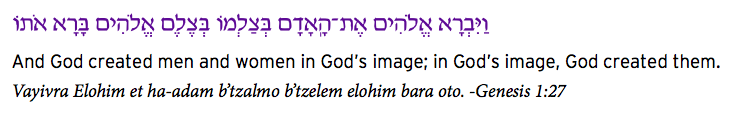 וַיִּבְרָא אֱלֹהִים אֶת־הָֽאָדָם בְּצַלְמוֹ בְּצֶלֶם אֱלֹהִים בָּרָא אֹתוֹ
And God created men and women in God’s image; in God’s image, God created them.
Vayivra Elohim et ha-adam b’tzalmo b’tzelem elohim bara oto. -Genesis 1:27